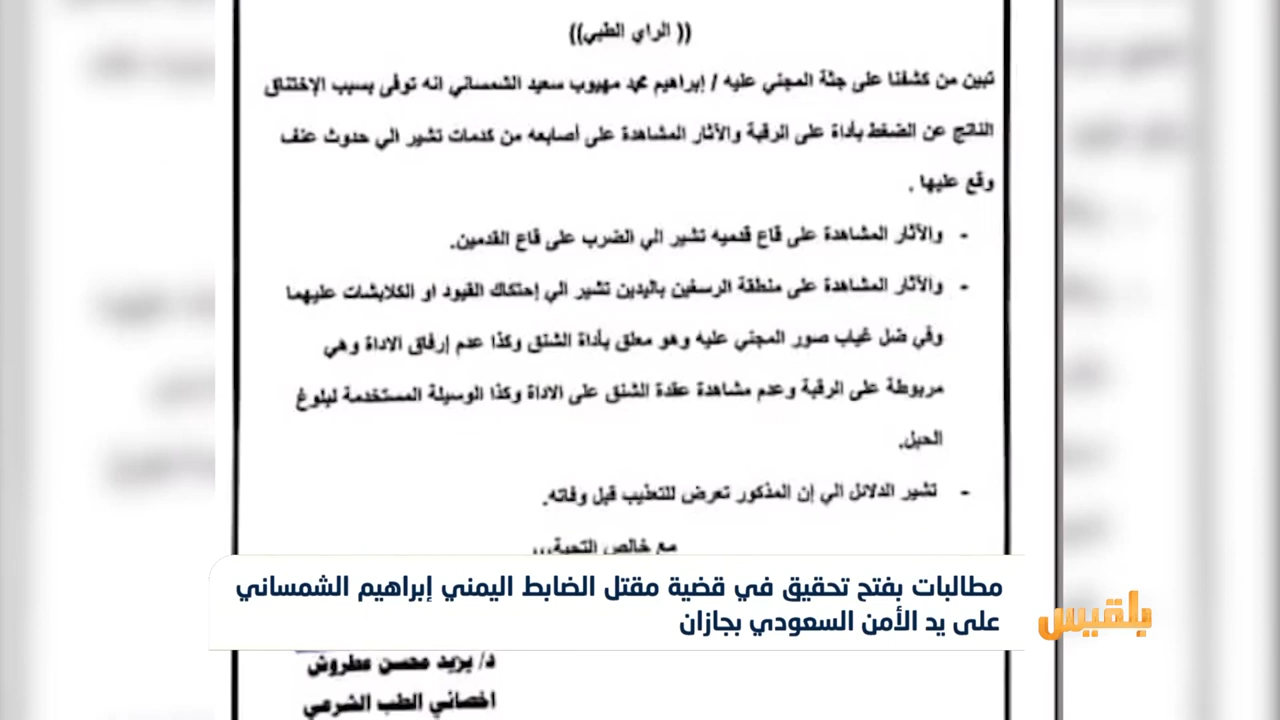 (( الراي الطبي))
تبين من كشفنا على جثة المجني عليه / إبراهيم محمد مهيوب سعيد الشمساني انه توفى بسبب الإختناق
الناتج عن الضغط بأداة على الرقبة والآثار المشاهدة على أصابعه من كدمات تشير الي حدوث عنف
وقع عليها .
- والآثار المشاهدة على قاع قدميه تشير الي الضرب على قاع القدمين.
- والآثار المشاهدة على منطقة الرسغين باليدين تشير الي إحتكاك القيود او الكلابشات عليهما
وفي ضل غياب صور المجني عليه وهو معلق بأداة الشنق وكذا عدم إرفاق الاداة وهي
مربوطة على الرقبة وعدم مشاهدة عقدة الشنق على الاداة وكذا الوسيلة المستخدمة لبلوغ
الحبل.
- تشير الدلائل الي إن المذكور تعرض للتعذيب قبل وفاته.
مع خالص التحية,,,
مطالبات بفتح تحقيق في قضية مقتل الضابط اليمني إبراهيم الشمساني
على يد الأمن السعودي بجازان
بلقيس
د/ يزيد محسن عطروش
اخصائي الطب الشرعي